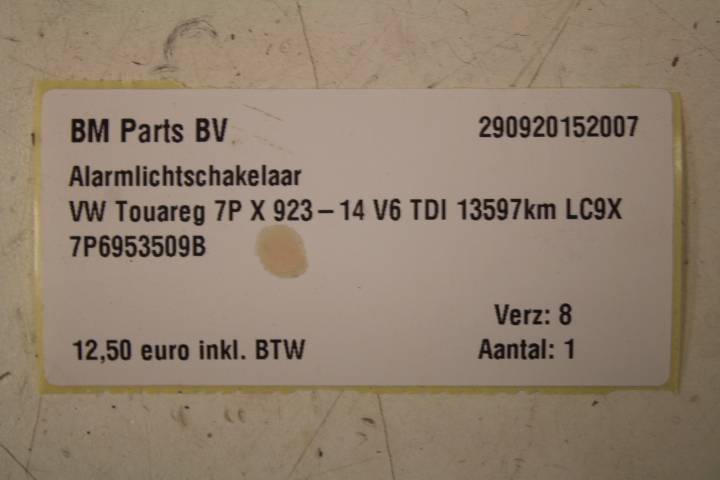 BM Parts BV 290920152007
Alarmlichtschakelaar
VW Touareg 7P X 923-14 V6 TDI 13597km LC9X
7P6953509B
Verz: 8
12,50 euro inkl. BTW Aantal: 1